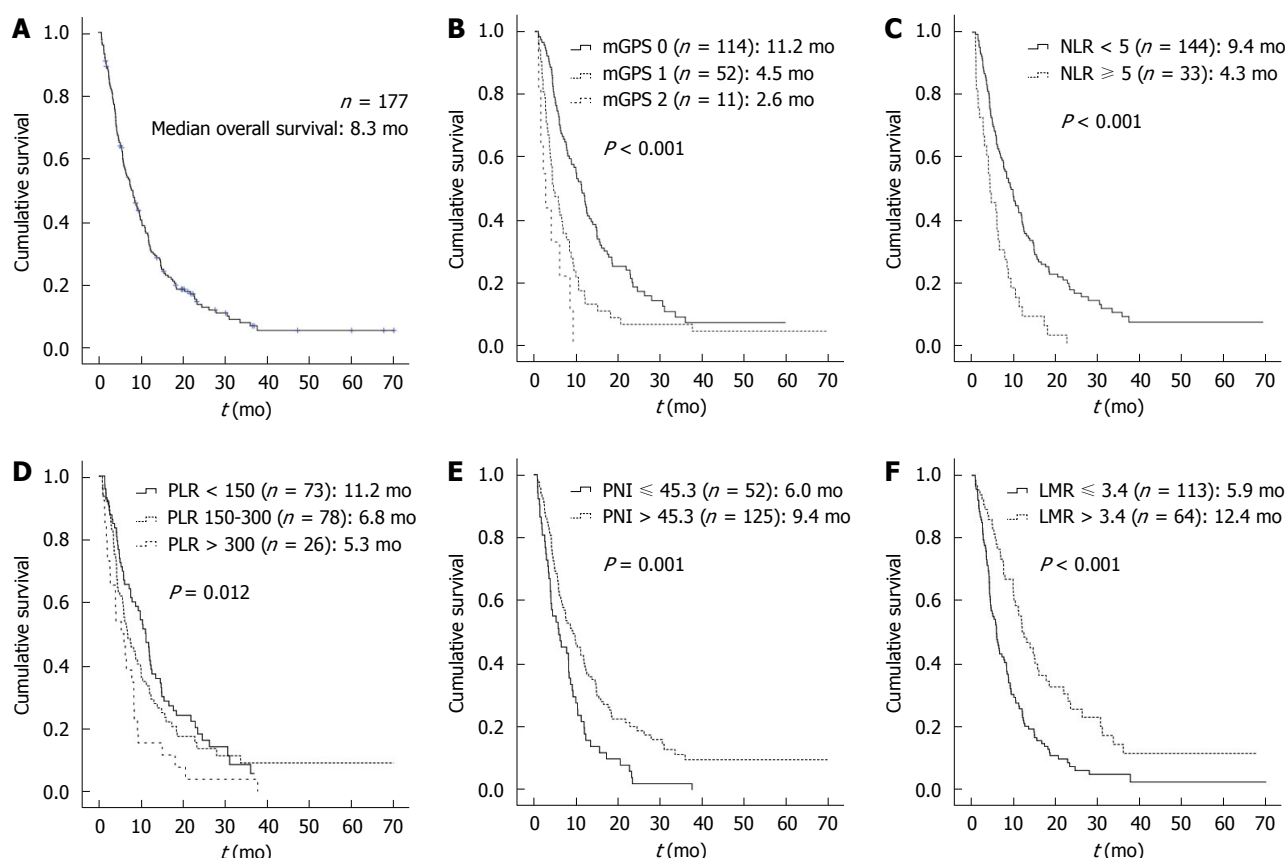 A
n = 177
Median overall survival: 8.3 mo
Cumulative survival
1.0
0.8
0.6
0.4
0.2
0.0
0 10 20 30 40 50 60 70
t (mo)
B
mGPS 0 (n = 114): 11.2 mo
mGPS 1 (n = 52): 4.5 mo
mGPS 2 (n = 11): 2.6 mo
P < 0.001
Cumulative survival
1.0
0.8
0.6
0.4
0.2
0.0
0 10 20 30 40 50 60 70
t (mo)
C
NLR < 5 (n = 144): 9.4 mo
NLR ≥ 5 (n = 33): 4.3 mo
P < 0.001
Cumulative survival
1.0
0.8
0.6
0.4
0.2
0.0
0 10 20 30 40 50 60 70
t (mo)
D
PLR < 150 (n = 73): 11.2 mo
PLR 150-300 (n = 78): 6.8 mo
PLR > 300 (n = 26): 5.3 mo
P = 0.012
Cumulative survival
1.0
0.8
0.6
0.4
0.2
0.0
0 10 20 30 40 50 60 70
t (mo)
E
PNI ≤ 45.3 (n = 52): 6.0 mo
PNI > 45.3 (n = 125): 9.4 mo
P = 0.001
Cumulative survival
1.0
0.8
0.6
0.4
0.2
0.0
0 10 20 30 40 50 60 70
t (mo)
F
LMR ≤ 3.4 (n = 113): 5.9 mo
LMR > 3.4 (n = 64): 12.4 mo
P < 0.001
Cumulative survival
1.0
0.8
0.6
0.4
0.2
0.0
0 10 20 30 40 50 60 70
t (mo)